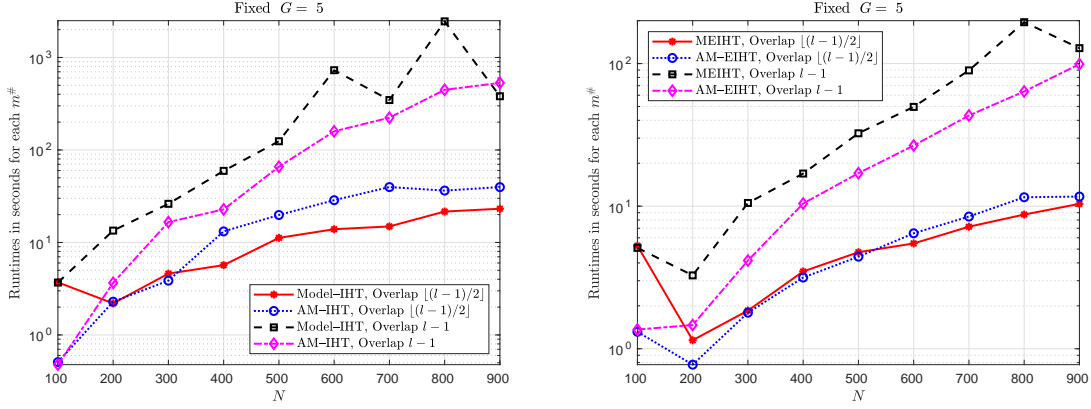 Fixed G = 5
Runtimes in seconds for each m#
10^3
10^2
10^1
10^0
Model–IHT, Overlap ⌊(l − 1)/2⌋
AM–IHT, Overlap ⌊(l − 1)/2⌋
Model–IHT, Overlap l − 1
AM–IHT, Overlap l − 1
100 200 300 400 500 600 700 800 900
N
Fixed G = 5
Runtimes in seconds for each m#
MEIHT, Overlap ⌊(l − 1)/2⌋
AM–EIHT, Overlap ⌊(l − 1)/2⌋
MEIHT, Overlap l − 1
AM–EIHT, Overlap l − 1
10^2
10^1
10^0
100 200 300 400 500 600 700 800 900
N